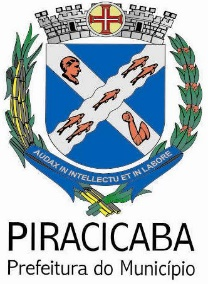 AUDAX IN INTELLECTU ET IN LABORE
PIRACICABA
Prefeitura do Município